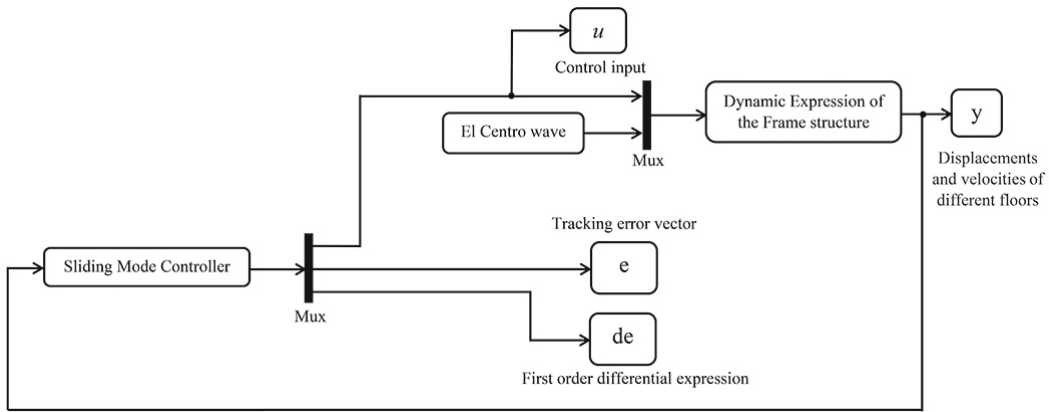 u
Control input
El Centro wave
Mux
Dynamic Expression of
the Frame structure
y
Displacements
and velocities of
different floors
Tracking error vector
Sliding Mode Controller
Mux
e
de
First order differential expression